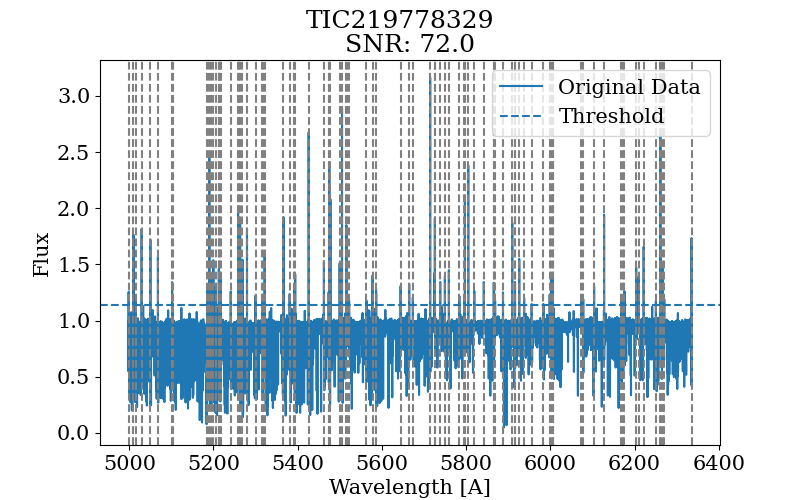 TIC219778329
SNR: 72.0
Original Data
Threshold
Flux
3.0
2.5
2.0
1.5
1.0
0.5
0.0
5000 5200 5400 5600 5800 6000 6200 6400
Wavelength [A]